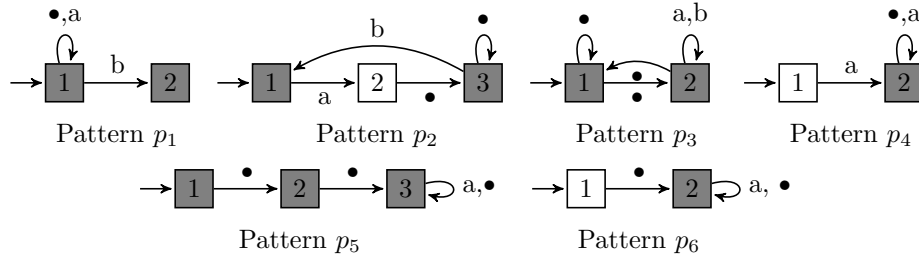 •,a
b
1 2
Pattern p1
b
•
1 2 3
a •
Pattern p2
•
a,b
1 2
•
•
Pattern p3
•,a
a
1 2
Pattern p4
• •
1 2 3
a,•
Pattern p5
•
1 2
a, •
Pattern p6